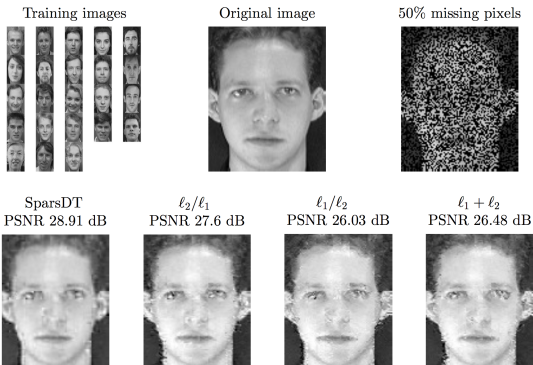 Training images
Original image
50% missing pixels
SparsDT
PSNR 28.91 dB
ℓ2/ℓ1
PSNR 27.6 dB
ℓ1/ℓ2
PSNR 26.03 dB
ℓ1 + ℓ2
PSNR 26.48 dB